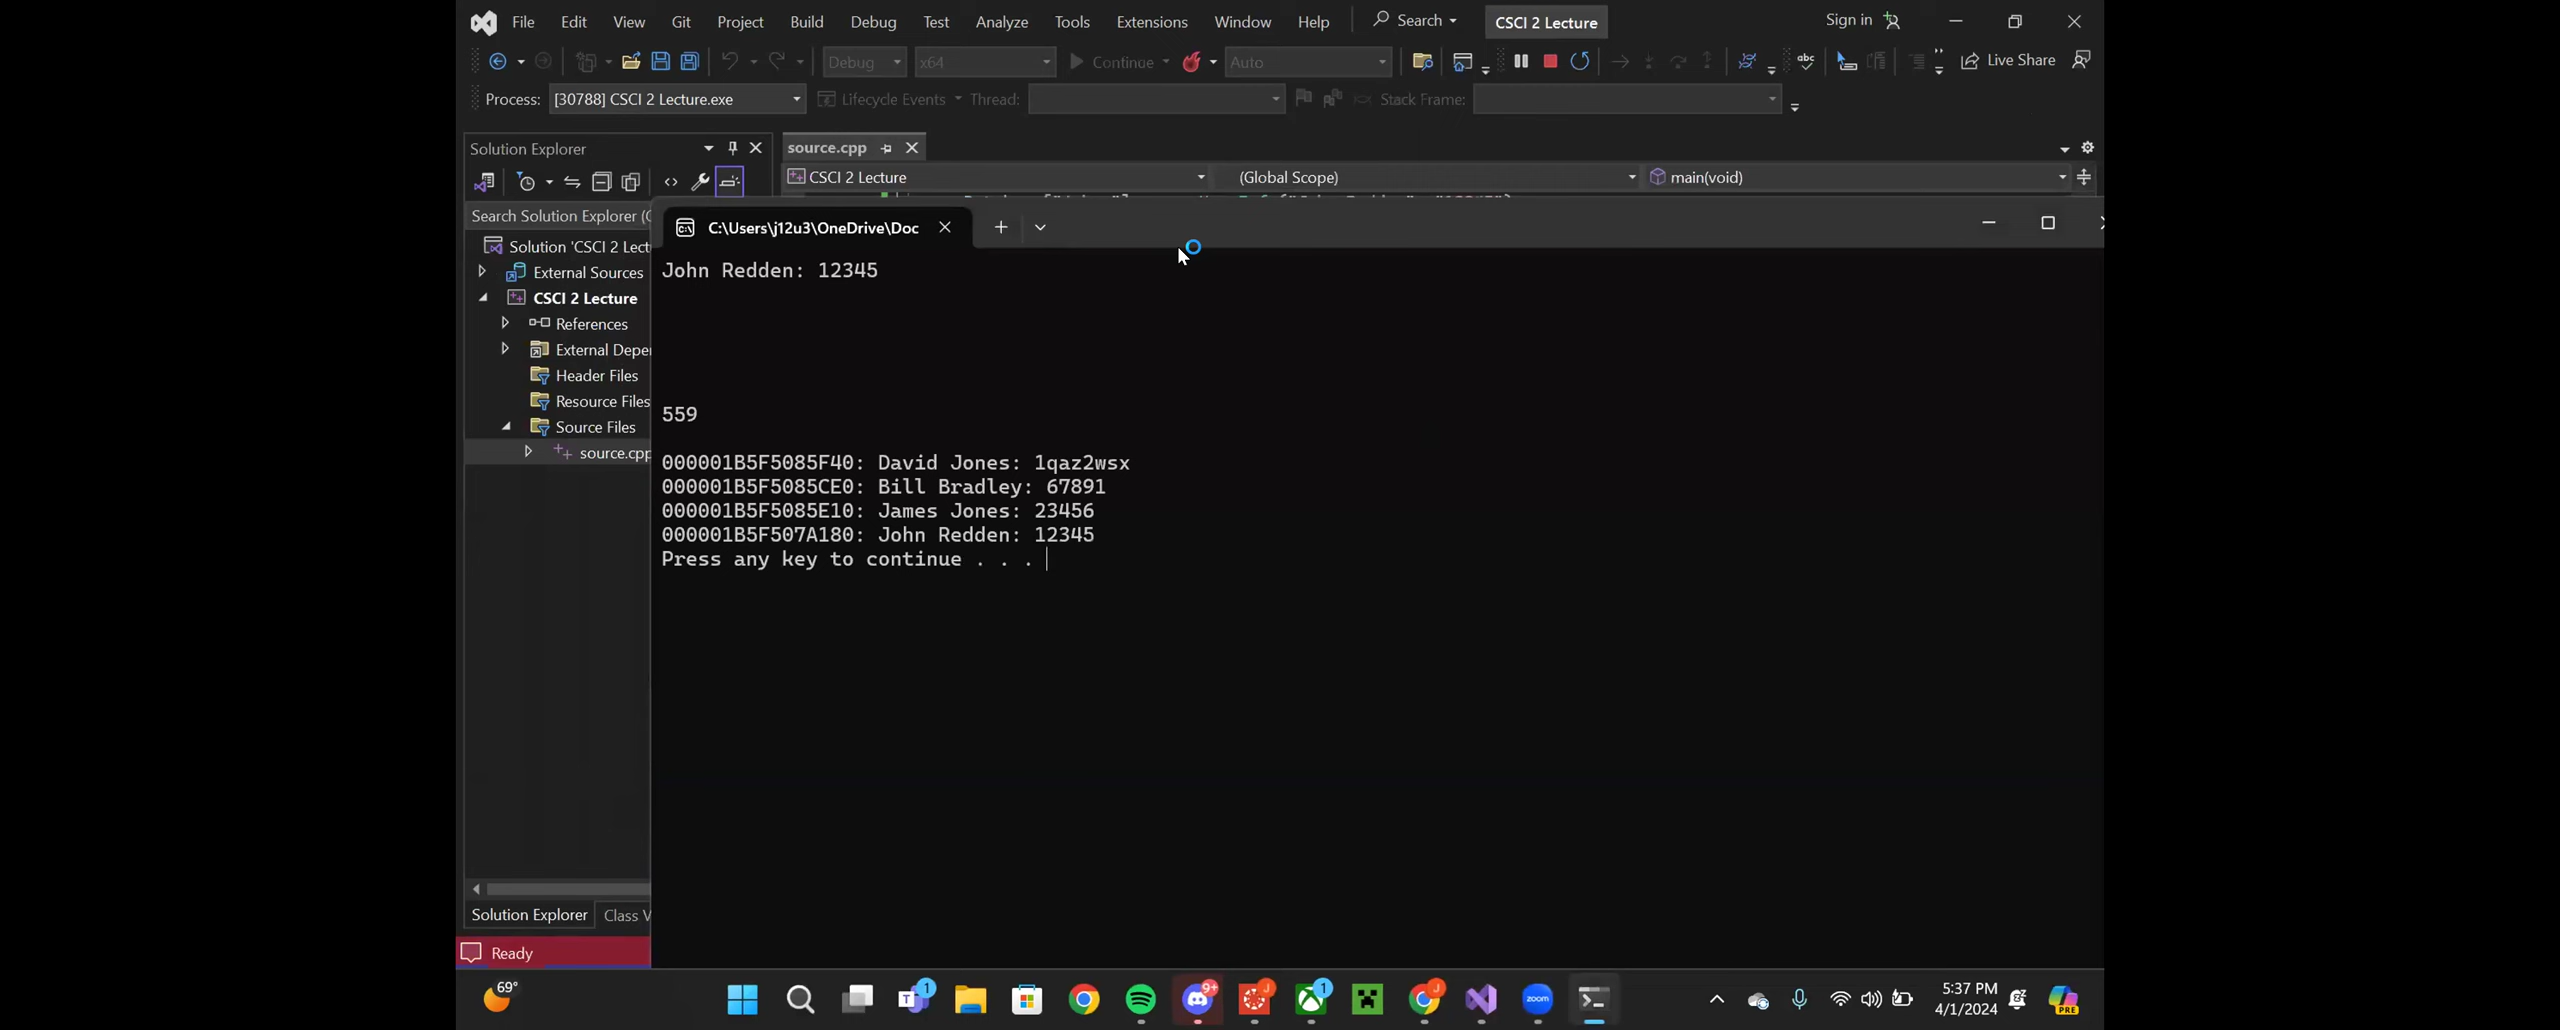 File Edit View Git Project Build Debug Test Analyze Tools Extensions Window Help Search CSCI 2 Lecture Sign in
Debug x64 Continue Auto Live Share
Process: [30788] CSCI 2 Lecture.exe Lifecycle Events Thread: Stack Frame:
Solution Explorer
source.cpp
CSCI 2 Lecture (Global Scope) main(void)
Search Solution Explorer (C
Solution 'CSCI 2 Lect
External Sources
CSCI 2 Lecture
References
External Depe
Header Files
Resource Files
Source Files
source.cpp
C:\Users\j12u3\OneDrive\Doc
John Redden: 12345
559
000001B5F5085F40: David Jones: 1qaz2wsx
000001B5F5085CE0: Bill Bradley: 67891
000001B5F5085E10: James Jones: 23456
000001B5F507A180: John Redden: 12345
Press any key to continue . . .
Solution Explorer Class V
Ready
69°
1
9+
J
1
J
zoom
5:37 PM
4/1/2024
PRE